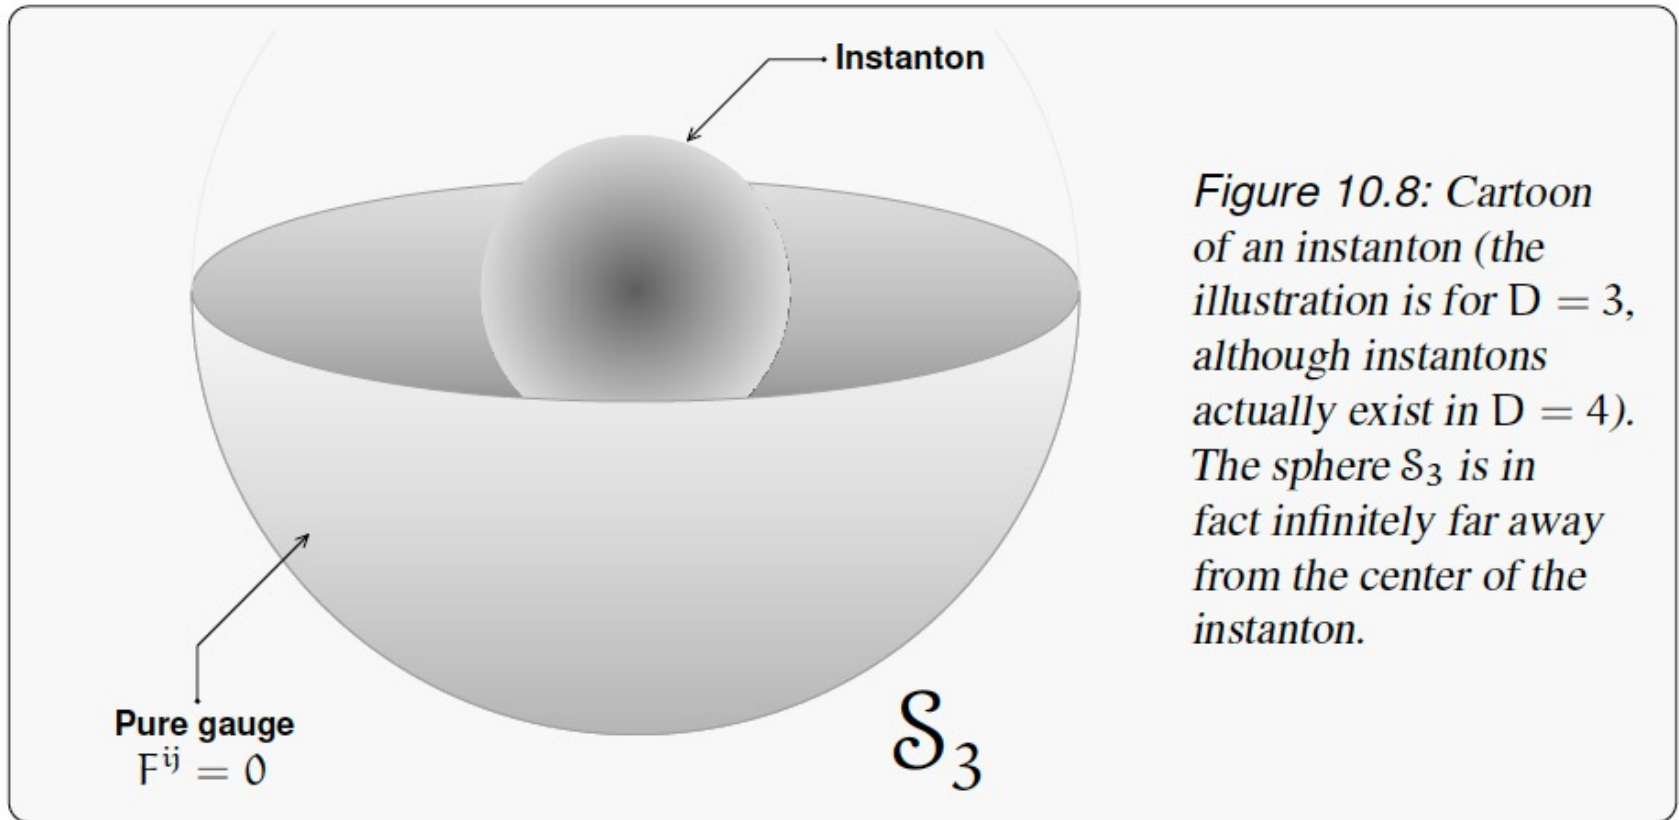 Instanton
Figure 10.8: Cartoon
of an instanton (the
illustration is for D = 3,
although instantons
actually exist in D = 4).
The sphere S₃ is in
fact infinitely far away
from the center of the
instanton.
Pure gauge
Fⁱʲ = 0
S₃